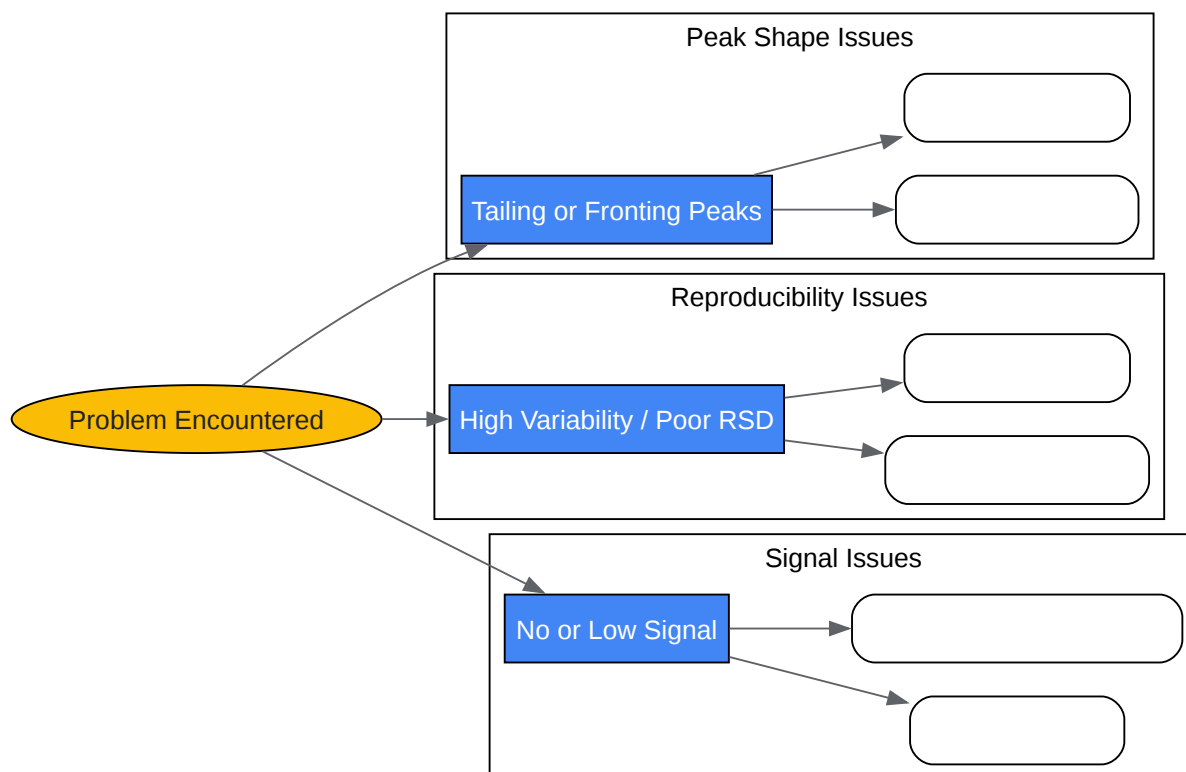 Peak Shape Issues
Tailing or Fronting Peaks
Reproducibility Issues
Problem Encountered
High Variability / Poor RSD
Signal Issues
No or Low Signal